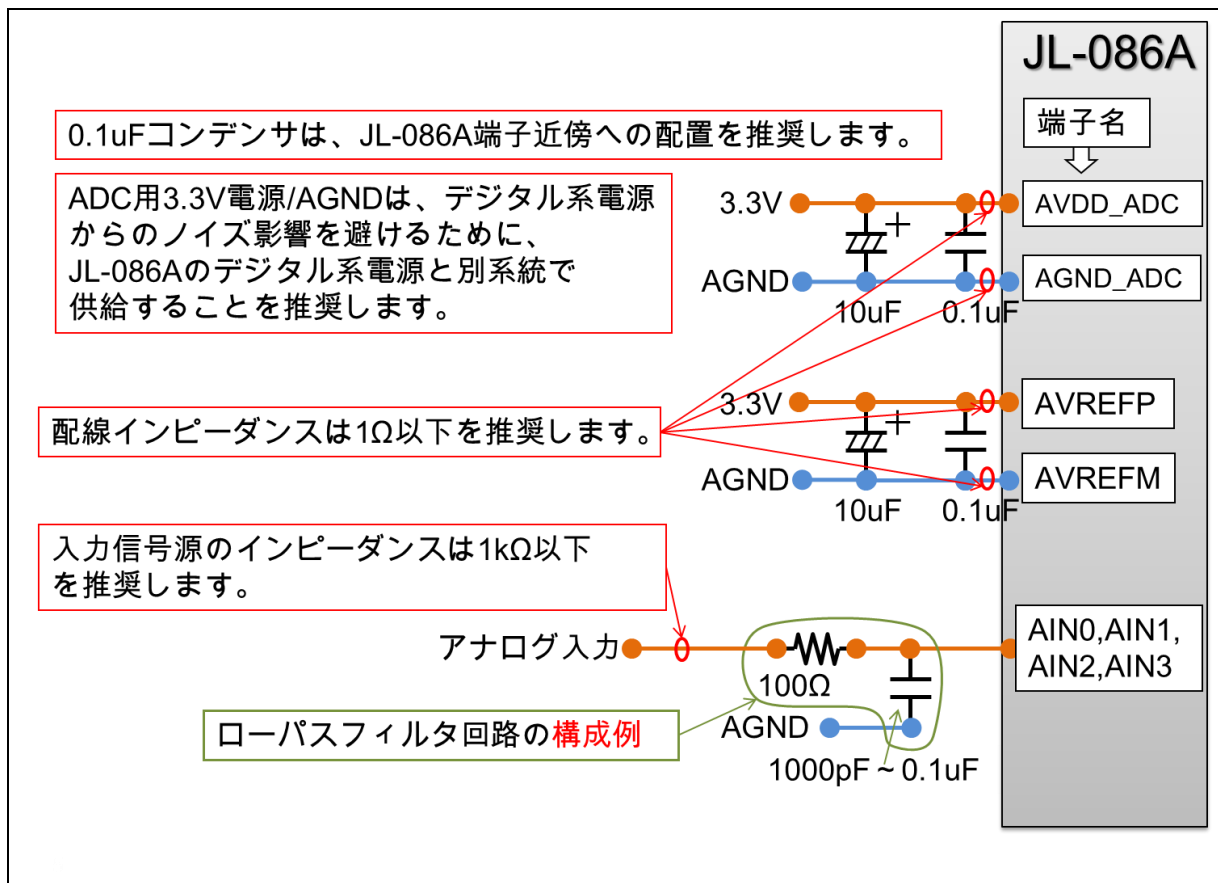 JL-086A
端子名
0.1uFコンデンサは、JL-086A端子近傍への配置を推奨します。
ADC用3.3V電源/AGNDは、デジタル系電源
からのノイズ影響を避けるために、
JL-086Aのデジタル系電源と別系統で
供給することを推奨します。
3.3V
+
AVDD_ADC
AGND
AGND_ADC
10uF
0.1uF
配線インピーダンスは1Ω以下を推奨します。
3.3V
+
AVREFP
AGND
AVREFM
10uF
0.1uF
入力信号源のインピーダンスは1kΩ以下
を推奨します。
アナログ入力
100Ω
AIN0,AIN1,
AIN2,AIN3
ローパスフィルタ回路の構成例
AGND
1000pF ~ 0.1uF